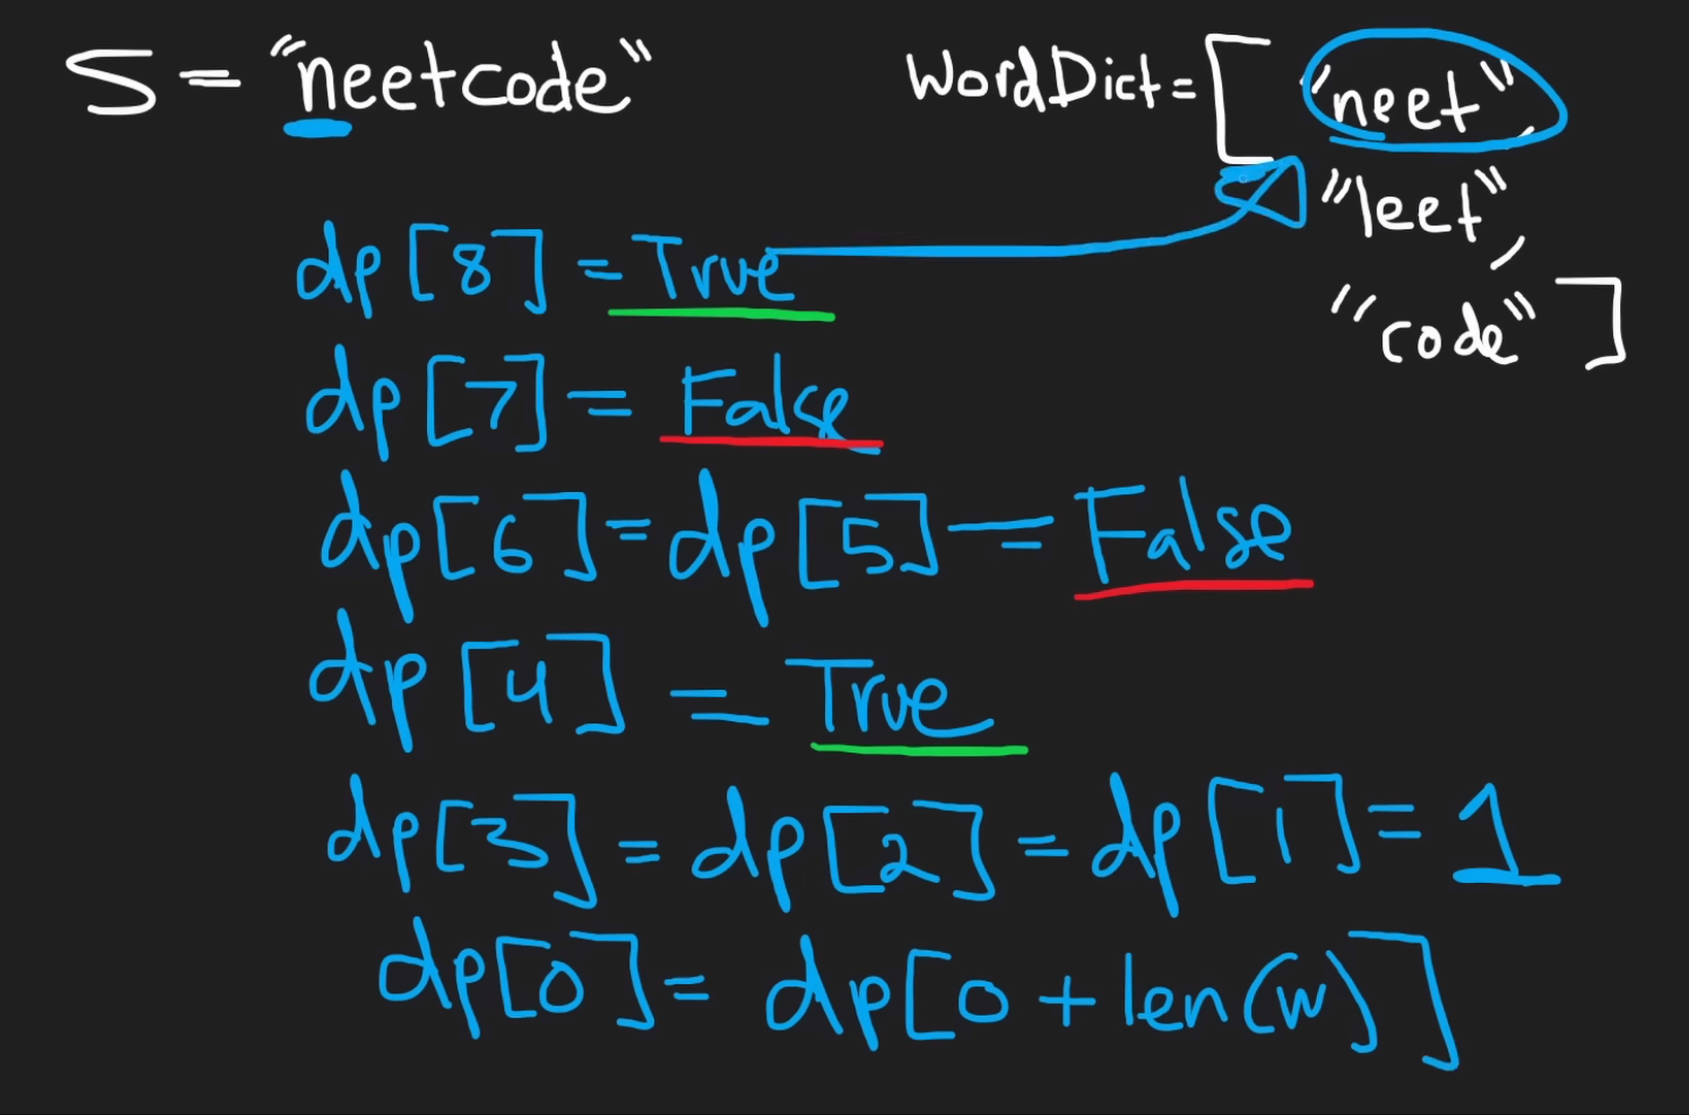 S = "neetcode"
WordDict = ["neet",
"leet",
"code"]
dp[8] = True
dp[7] = False
dp[6] = dp[5] = False
dp[4] = True
dp[3] = dp[2] = dp[1] = 1
dp[0] = dp[0 + len(w)]